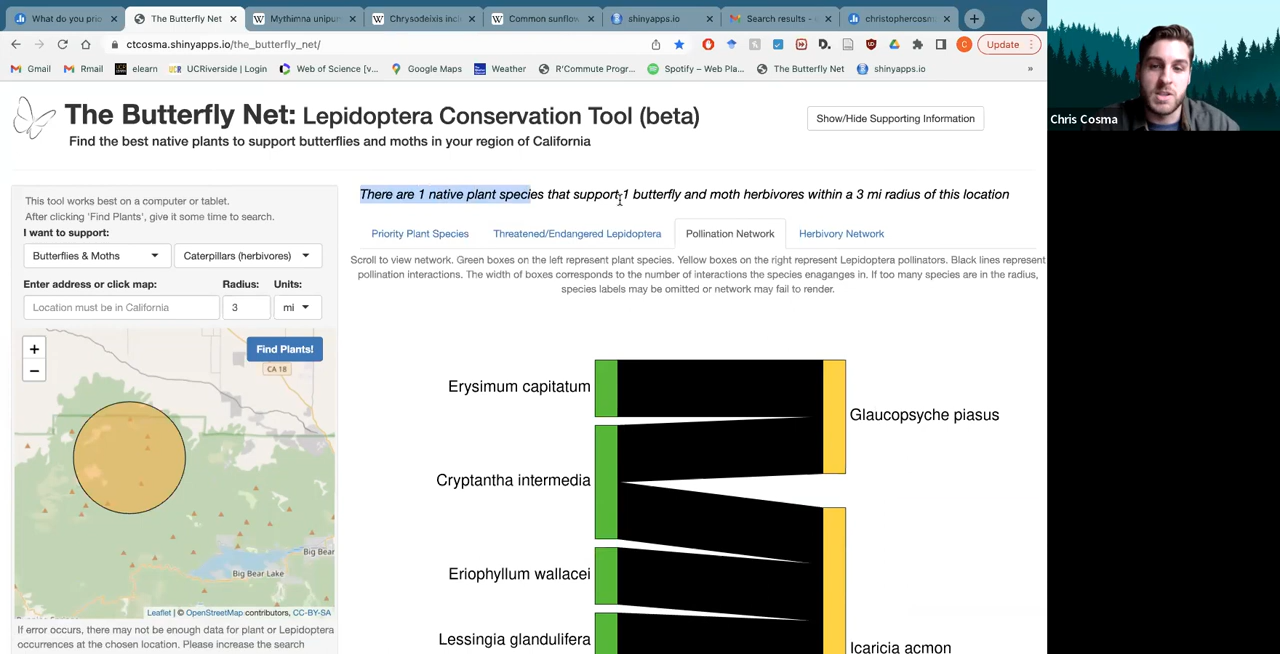 What do you prio
The Butterfly Net
Mythimna unipun
Chrysodeixis inc
Common sunflow
shinyapps.io
Search results -
christophercosm
ctcosma.shinyapps.io/the_butterfly_net/
C
Update
Gmail
Rmail
elearn
UCRiverside | Login
Web of Science [v...
Google Maps
Weather
R'Commute Progr...
Spotify – Web Pla...
The Butterfly Net
shinyapps.io
»
The Butterfly Net: Lepidoptera Conservation Tool (beta)
Find the best native plants to support butterflies and moths in your region of California
Show/Hide Supporting Information
Chris Cosma
This tool works best on a computer or tablet.
After clicking 'Find Plants', give it some time to search.
I want to support:
Butterflies & Moths
Caterpillars (herbivores)
Enter address or click map:
Radius:
Units:
Location must be in California
3
mi
+
−
Find Plants!
CA 18
Big Bear
Big Bear Lake
Leaflet | © OpenStreetMap contributors, CC-BY-SA
If error occurs, there may not be enough data for plant or Lepidoptera
occurrences at the chosen location. Please increase the search
There are 1 native plant species that support 1 butterfly and moth herbivores within a 3 mi radius of this location
Priority Plant Species
Threatened/Endangered Lepidoptera
Pollination Network
Herbivory Network
Scroll to view network. Green boxes on the left represent plant species. Yellow boxes on the right represent Lepidoptera pollinators. Black lines represent
pollination interactions. The width of boxes corresponds to the number of interactions the species enaganges in. If too many species are in the radius,
species labels may be omitted or network may fail to render.
Erysimum capitatum
Glaucopsyche piasus
Cryptantha intermedia
Eriophyllum wallacei
Lessingia glandulifera
Icaricia acmon